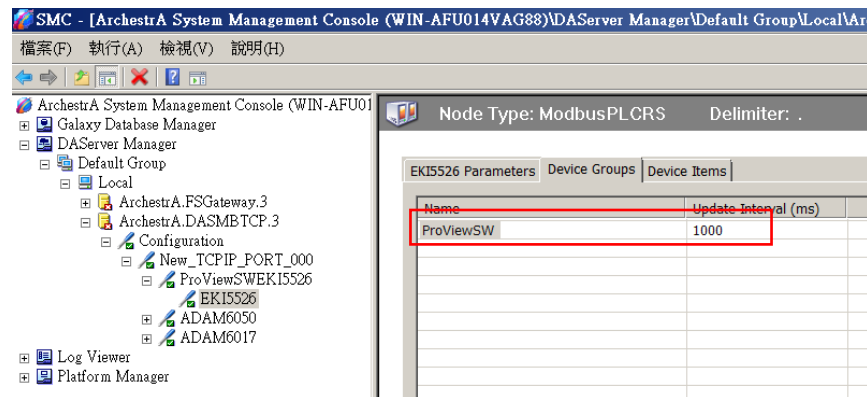 SMC - [ArchestrA System Management Console (WIN-AFU014VAG88)\DAServer Manager\Default Group\Local\Ar
檔案(F) 執行(A) 檢視(V) 說明(H)
ArchestrA System Management Console (WIN-AFU01
Galaxy Database Manager
DAServer Manager
Default Group
Local
ArchestrA.FSGateway.3
ArchestrA.DASMBTCP.3
Configuration
New_TCPIP_PORT_000
ProViewSWEKI5526
EKI5526
ADAM6050
ADAM6017
Log Viewer
Platform Manager
Node Type: ModbusPLCRS Delimiter: .
EKI5526 Parameters Device Groups Device Items
Name Update Interval (ms)
ProViewSW 1000